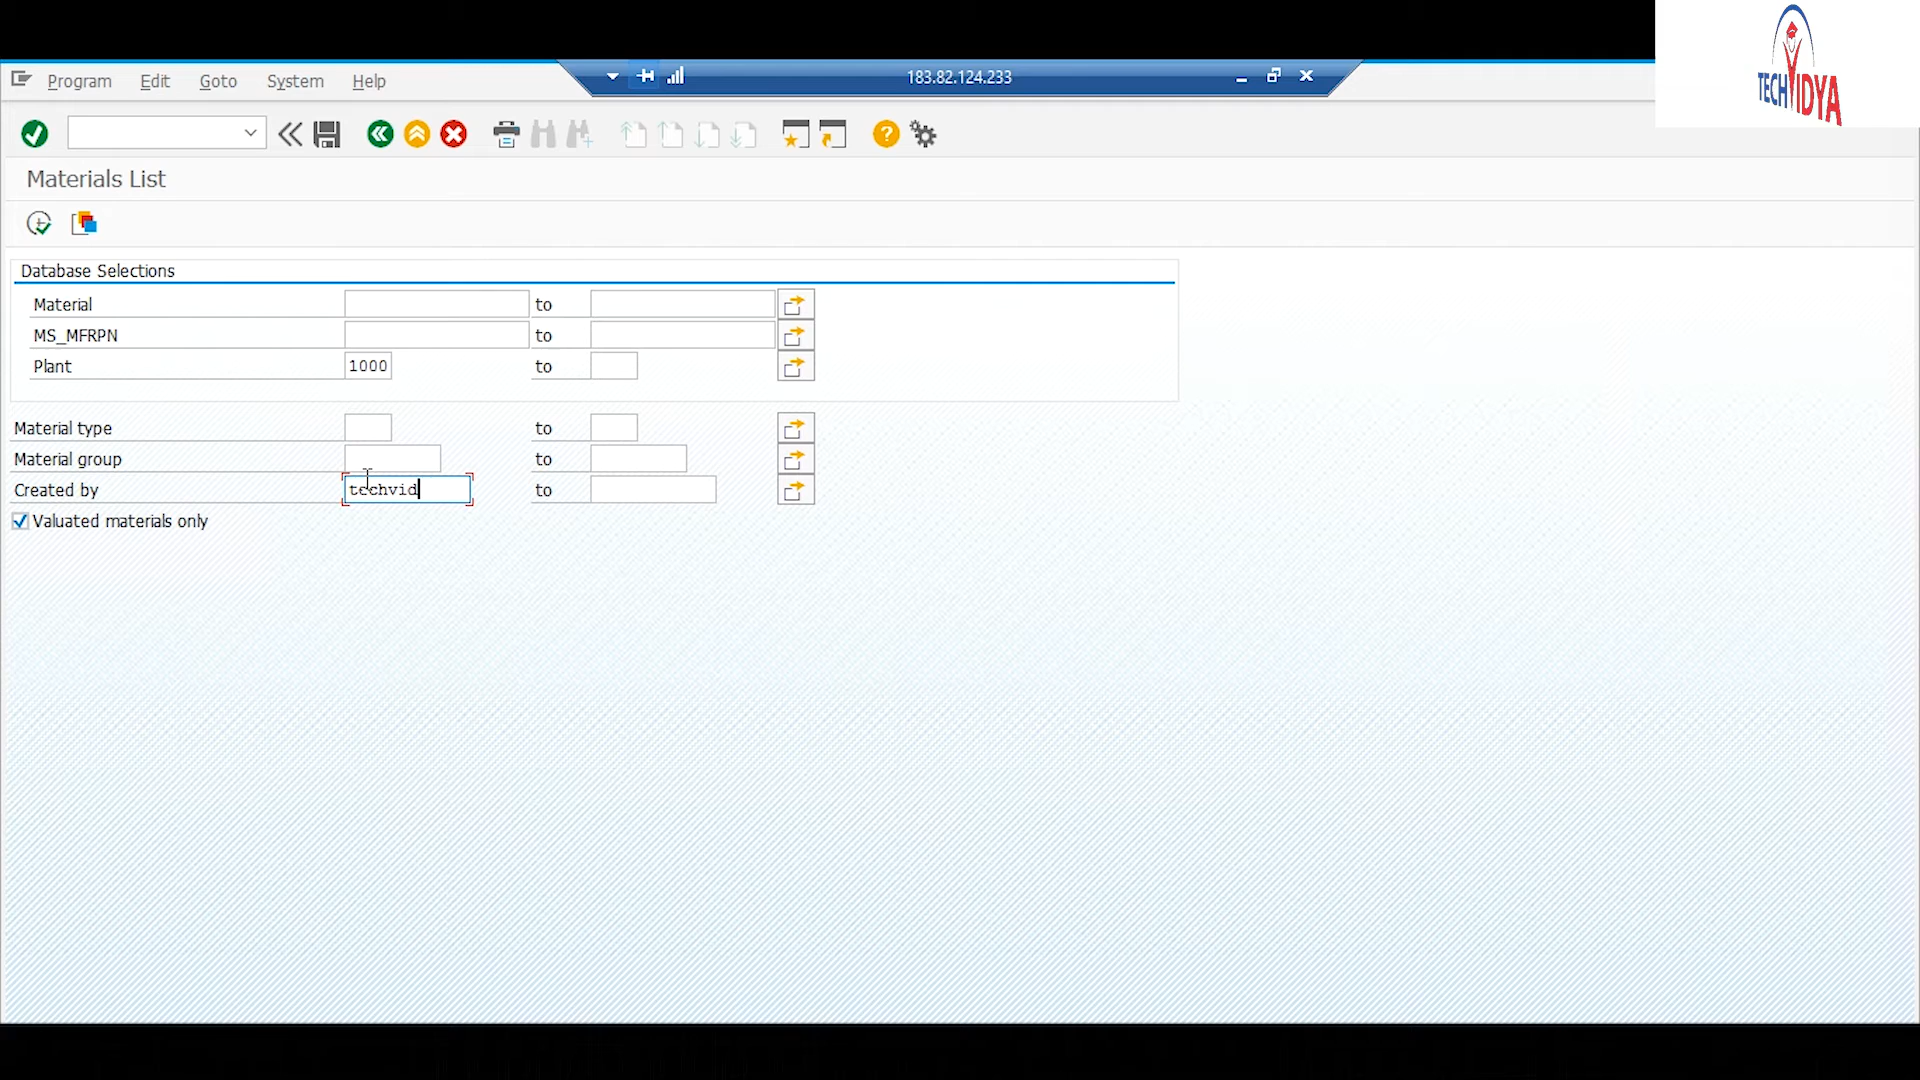 TECHVIDYA
183.82.124.233
Program Edit Goto System Help
Materials List
Database Selections
Material to
MS_MFRPN to
Plant 1000 to
Material type to
Material group to
Created by techvid to
Valuated materials only